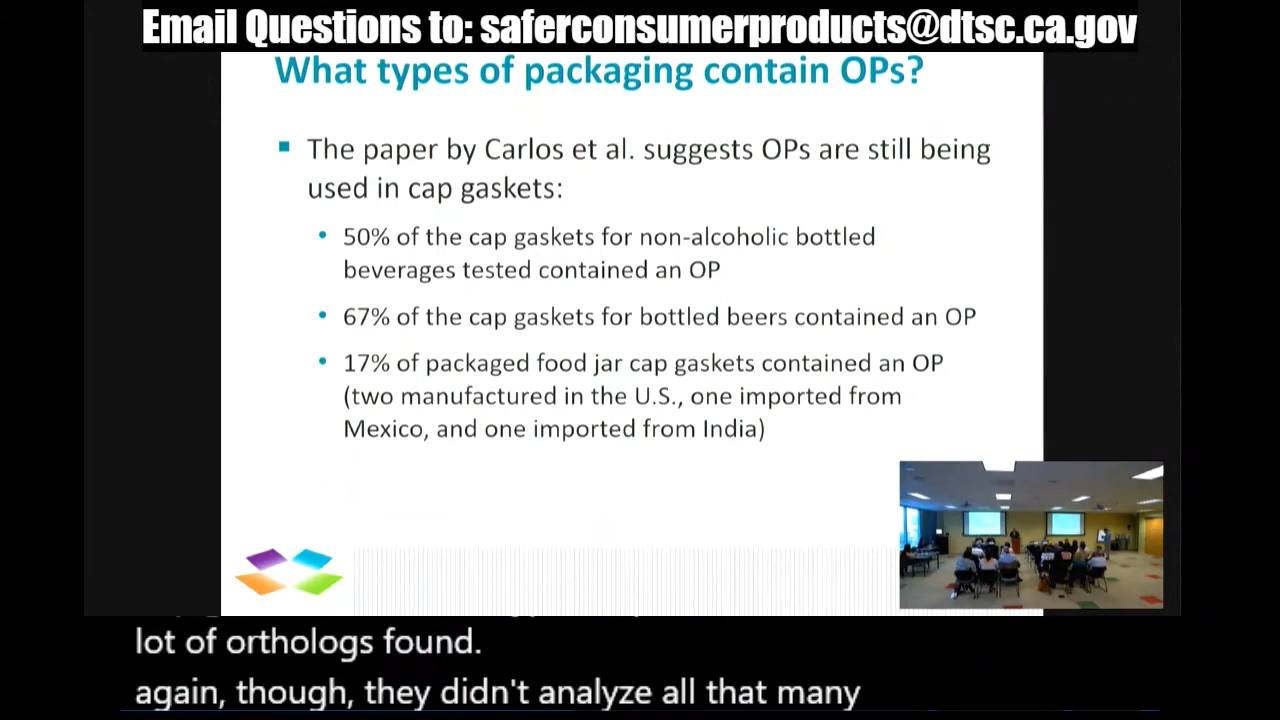 Email Questions to: saferconsumerproducts@dtsc.ca.gov
What types of packaging contain OPs?
The paper by Carlos et al. suggests OPs are still being
used in cap gaskets:
50% of the cap gaskets for non-alcoholic bottled
beverages tested contained an OP
67% of the cap gaskets for bottled beers contained an OP
17% of packaged food jar cap gaskets contained an OP
(two manufactured in the U.S., one imported from
Mexico, and one imported from India)
lot of orthologs found.
again, though, they didn't analyze all that many